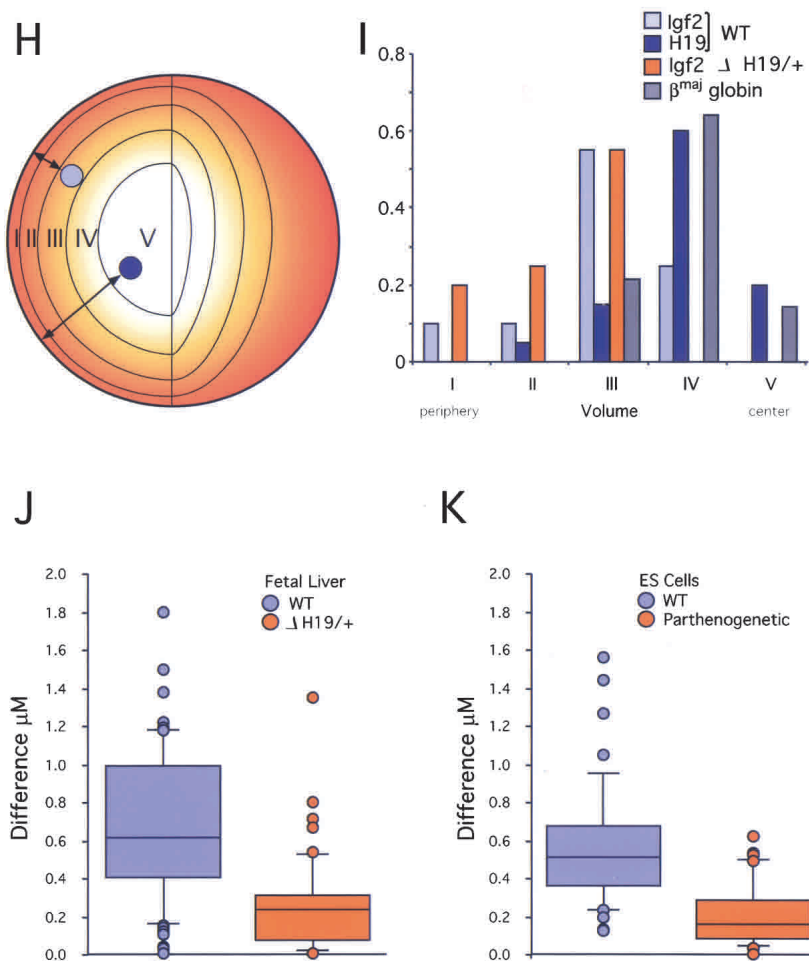 H
I II III IV V
I
Igf2
H19
WT
Igf2 Δ H19/+
βmaj globin
0.8
0.6
0.4
0.2
0
I II III IV V
periphery Volume center
J
Fetal Liver
WT
Δ H19/+
Difference μM
2.0
1.8
1.6
1.4
1.2
1.0
0.8
0.6
0.4
0.2
0.0
K
ES Cells
WT
Parthenogenetic
Difference μM
2.0
1.8
1.6
1.4
1.2
1.0
0.8
0.6
0.4
0.2
0.0